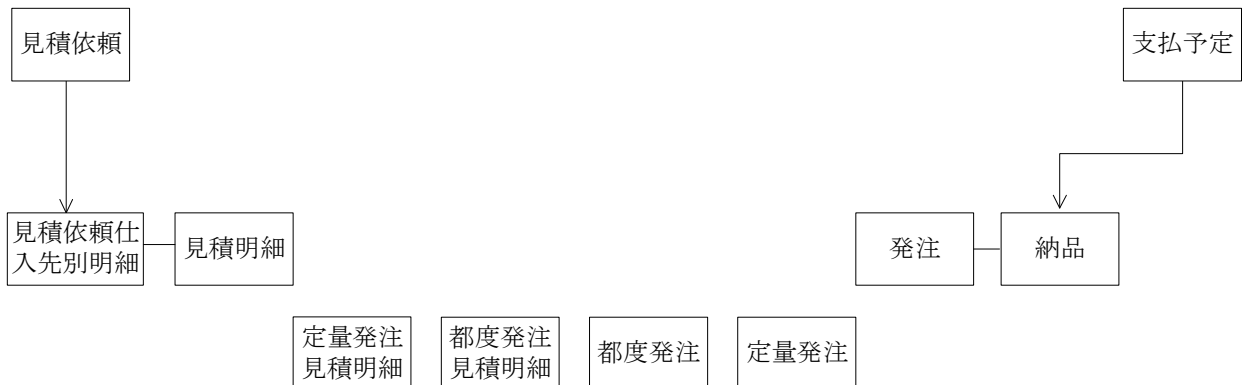 見積依頼
支払予定
見積依頼仕
入先別明細
見積明細
発注
納品
定量発注
見積明細
都度発注
見積明細
都度発注
定量発注